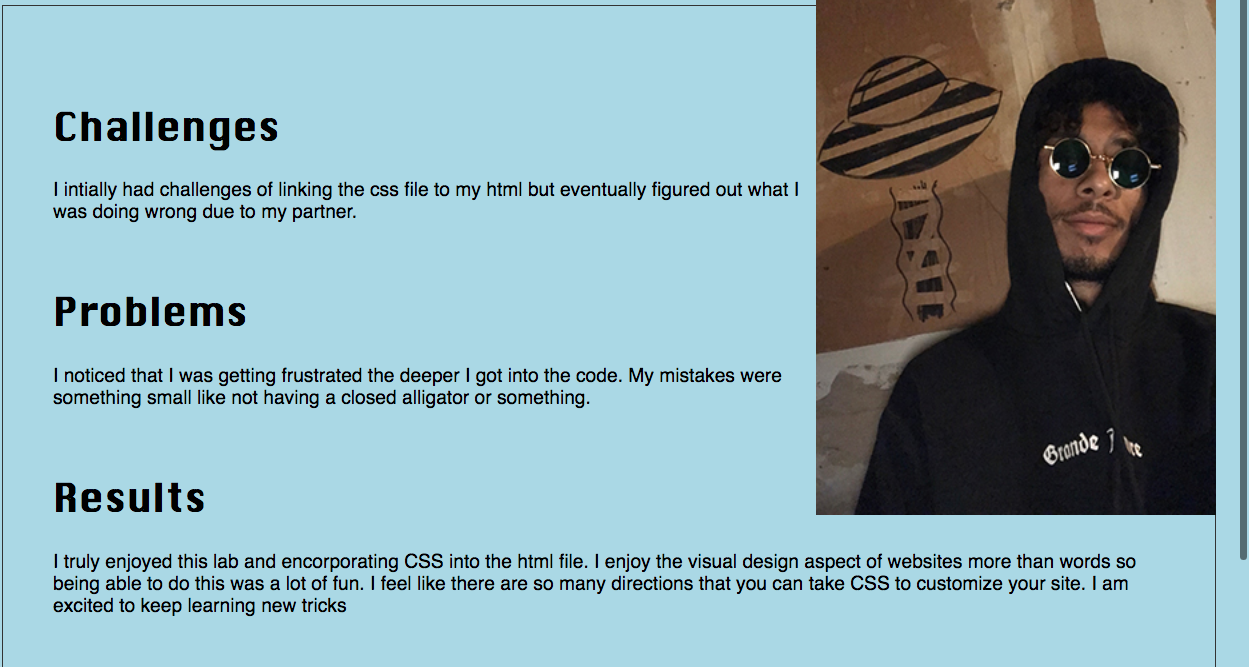 Challenges
I intially had challenges of linking the css file to my html but eventually figured out what I
was doing wrong due to my partner.
Problems
I noticed that I was getting frustrated the deeper I got into the code. My mistakes were
something small like not having a closed alligator or something.
Results
I truly enjoyed this lab and encorporating CSS into the html file. I enjoy the visual design aspect of websites more than words so
being able to do this was a lot of fun. I feel like there are so many directions that you can take CSS to customize your site. I am
excited to keep learning new tricks
Grande